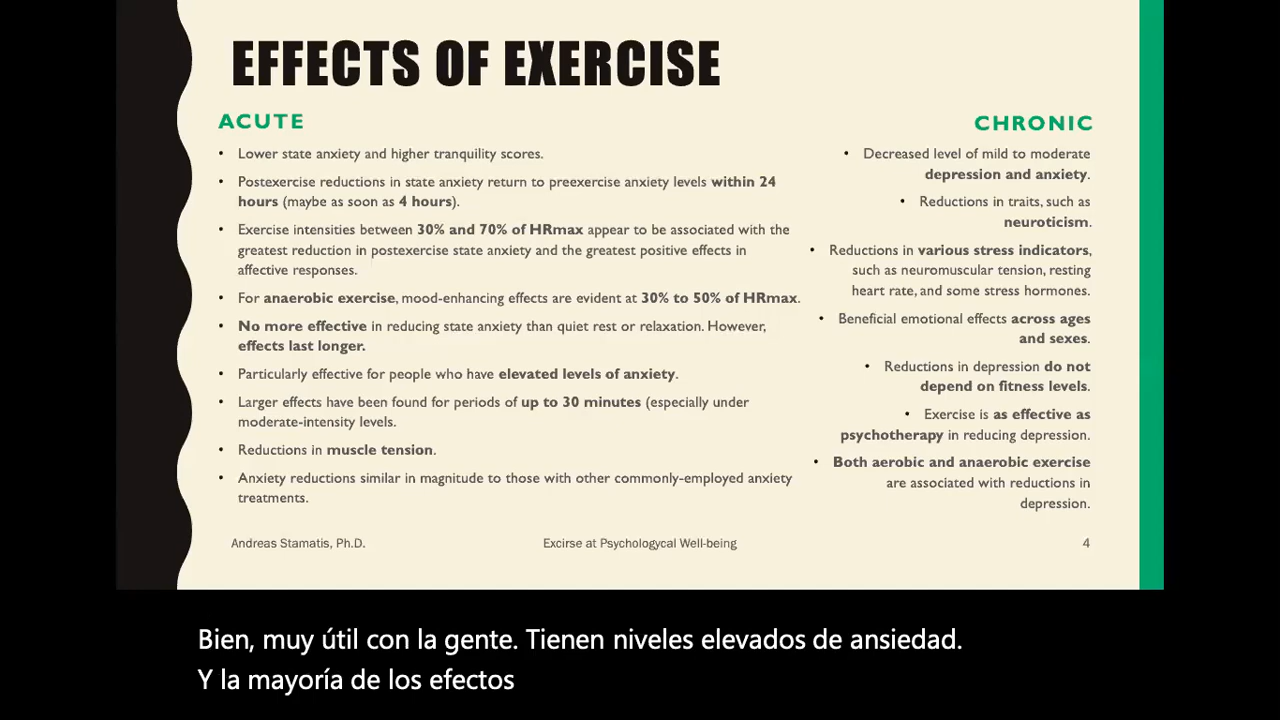 EFFECTS OF EXERCISE
ACUTE
• Lower state anxiety and higher tranquility scores.
• Postexercise reductions in state anxiety return to preexercise anxiety levels within 24
hours (maybe as soon as 4 hours).
• Exercise intensities between 30% and 70% of HRmax appear to be associated with the
greatest reduction in postexercise state anxiety and the greatest positive effects in
affective responses.
• For anaerobic exercise, mood-enhancing effects are evident at 30% to 50% of HRmax.
• No more effective in reducing state anxiety than quiet rest or relaxation. However,
effects last longer.
• Particularly effective for people who have elevated levels of anxiety.
• Larger effects have been found for periods of up to 30 minutes (especially under
moderate-intensity levels.
• Reductions in muscle tension.
• Anxiety reductions similar in magnitude to those with other commonly-employed anxiety
treatments.
CHRONIC
• Decreased level of mild to moderate
depression and anxiety.
• Reductions in traits, such as
neuroticism.
• Reductions in various stress indicators,
such as neuromuscular tension, resting
heart rate, and some stress hormones.
• Beneficial emotional effects across ages
and sexes.
• Reductions in depression do not
depend on fitness levels.
• Exercise is as effective as
psychotherapy in reducing depression.
• Both aerobic and anaerobic exercise
are associated with reductions in
depression.
Andreas Stamatis, Ph.D.
Excirse at Psychologycal Well-being
4
Bien, muy útil con la gente. Tienen niveles elevados de ansiedad.
Y la mayoría de los efectos